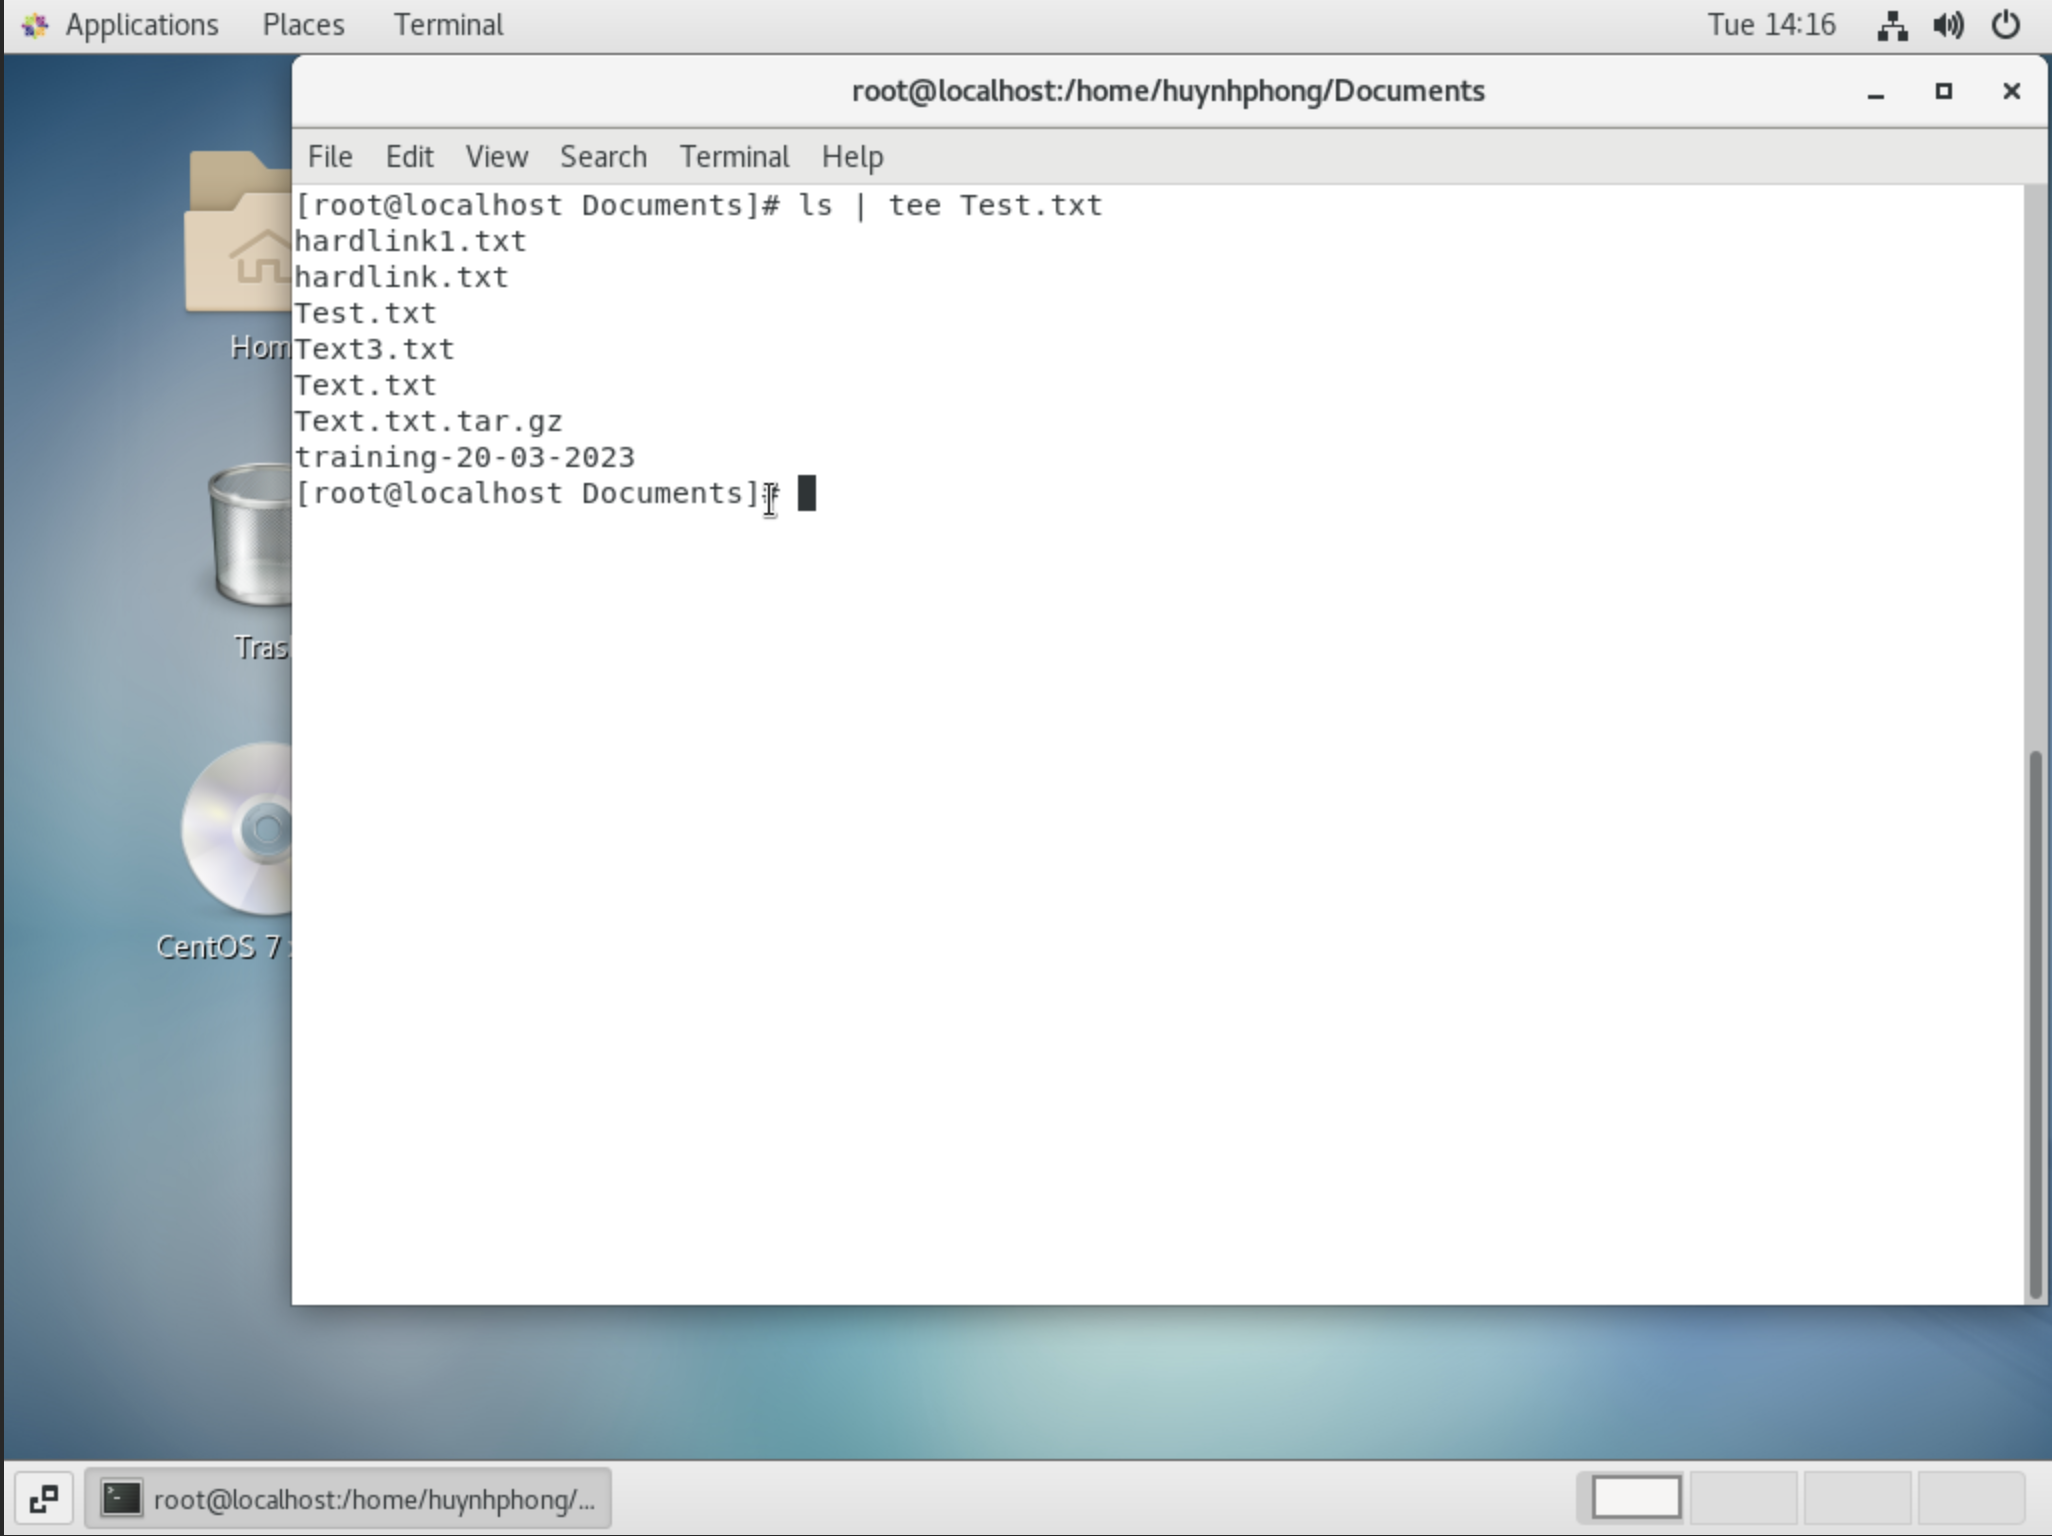 Applications Places Terminal Tue 14:16
root@localhost:/home/huynhphong/Documents
File Edit View Search Terminal Help
[root@localhost Documents]# ls | tee Test.txt
hardlink1.txt
hardlink.txt
Test.txt
Text3.txt
Text.txt
Text.txt.tar.gz
training-20-03-2023
[root@localhost Documents]#
Hom
Tras
CentOS 7
root@localhost:/home/huynhphong/...